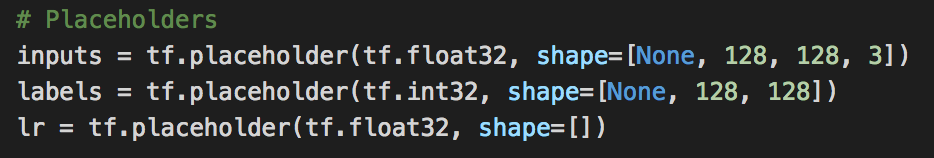 # Placeholders
inputs = tf.placeholder(tf.float32, shape=[None, 128, 128, 3])
labels = tf.placeholder(tf.int32, shape=[None, 128, 128])
lr = tf.placeholder(tf.float32, shape=[])